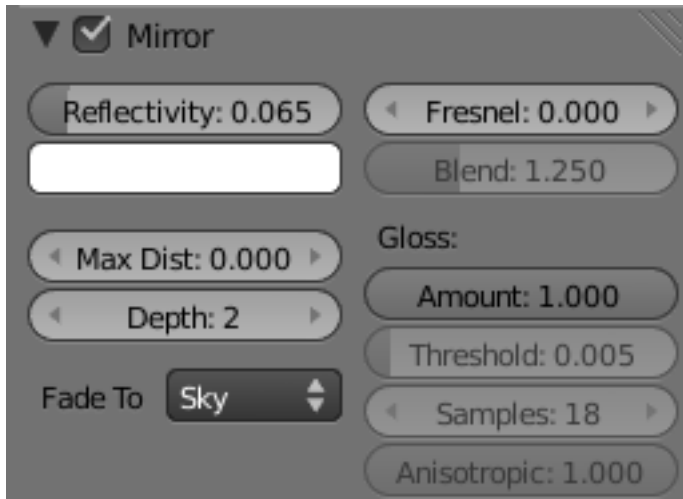 Mirror
Reflectivity: 0.065
Fresnel: 0.000
Blend: 1.250
Max Dist: 0.000
Depth: 2
Fade To Sky
Gloss:
Amount: 1.000
Threshold: 0.005
Samples: 18
Anisotropic: 1.000